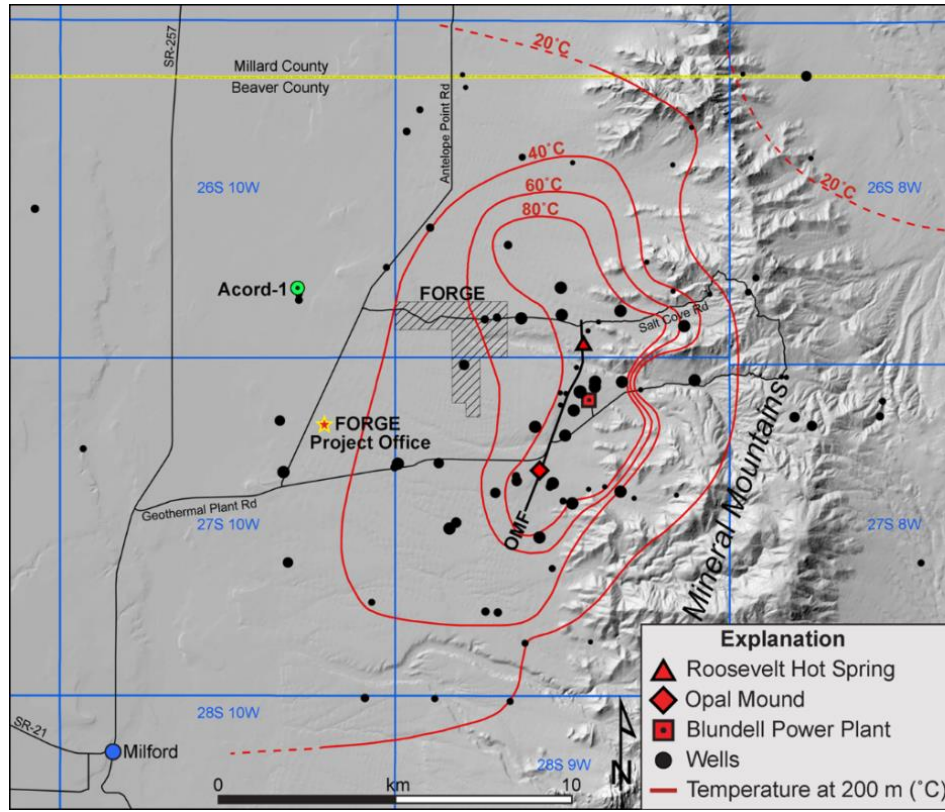 SR-257
20°C
Millard County
Beaver County
Antelope Point Rd
40°C
20°C
26S 10W
60°C
26S 8W
80°C
Acord-1
FORGE
Salt Cove Rd
FORGE
Project Office
Geothermal Plant Rd
27S 10W
OMF
27S 8W
Mineral Mountains
28S 10W
SR-21
Milford
28S 9W
N
0 km 10
Explanation
Roosevelt Hot Spring
Opal Mound
Blundell Power Plant
Wells
Temperature at 200 m (°C)